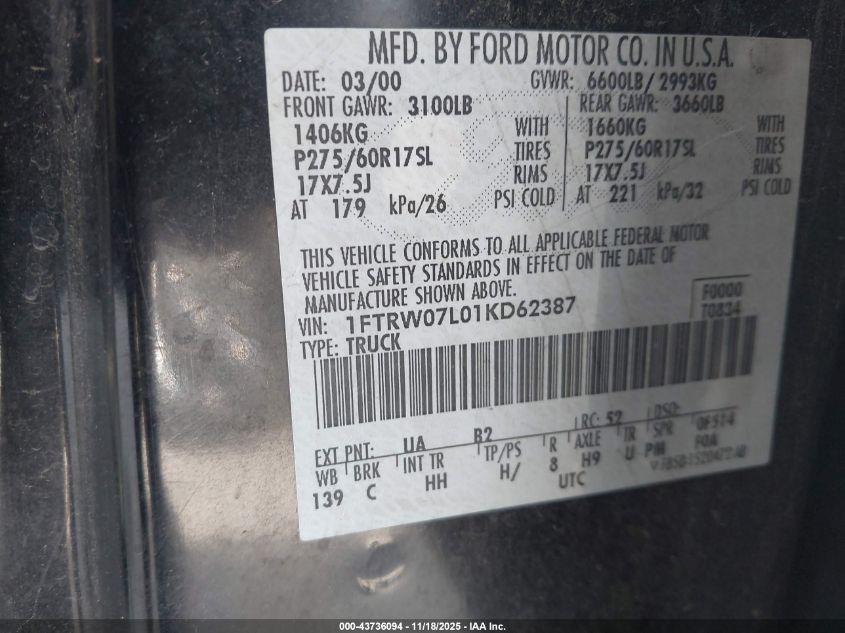 MFD. BY FORD MOTOR CO. IN U.S.A.
DATE: 03/00 GVWR: 6600LB/ 2993KG
FRONT GAWR: 3100LB REAR GAWR: 3660LB
1406KG WITH 1660KG WITH
P275/60R17SL TIRES P275/60R17SL TIRES
17X7.5J RIMS 17X7.5J RIMS
AT 179 kPa/26 PSI COLD AT 221 kPa/32 PSI COLD
THIS VEHICLE CONFORMS TO ALL APPLICABLE FEDERAL MOTOR
VEHICLE SAFETY STANDARDS IN EFFECT ON THE DATE OF
MANUFACTURE SHOWN ABOVE.
F0000
VIN: 1FTRW07L01KD62387
T0834
TYPE: TRUCK
EXT PNT: UA B2 RC: 52 DSO:
WB BRK INT TR TP/PS R AXLE TR SPR 0F514
139 C HH H/ 8 H9 U PM F0A
UTC
000-43736094 - 11/18/2025 - IAA Inc.